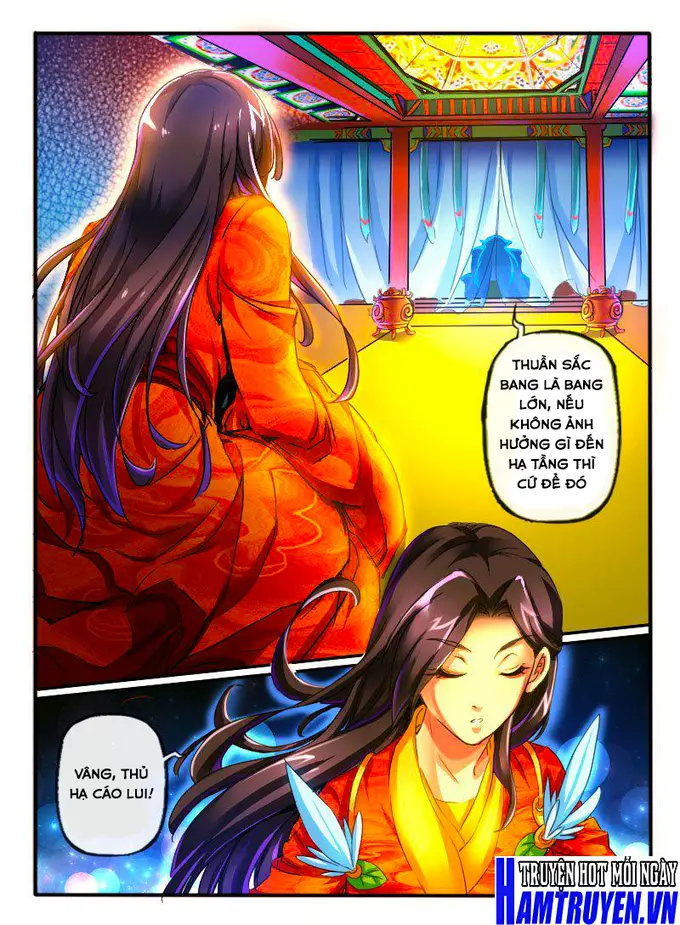 THUẦN SẮC
BANG LÀ BANG
LỚN, NẾU
KHÔNG ẢNH
HƯỞNG GÌ ĐẾN
HẠ TẦNG THÌ
CỨ ĐỂ ĐÓ
VÂNG, THỦ
HẠ CÁO LUI!
TRUYỆN HOT MỖI NGÀY
HAMTRUYEN.VN